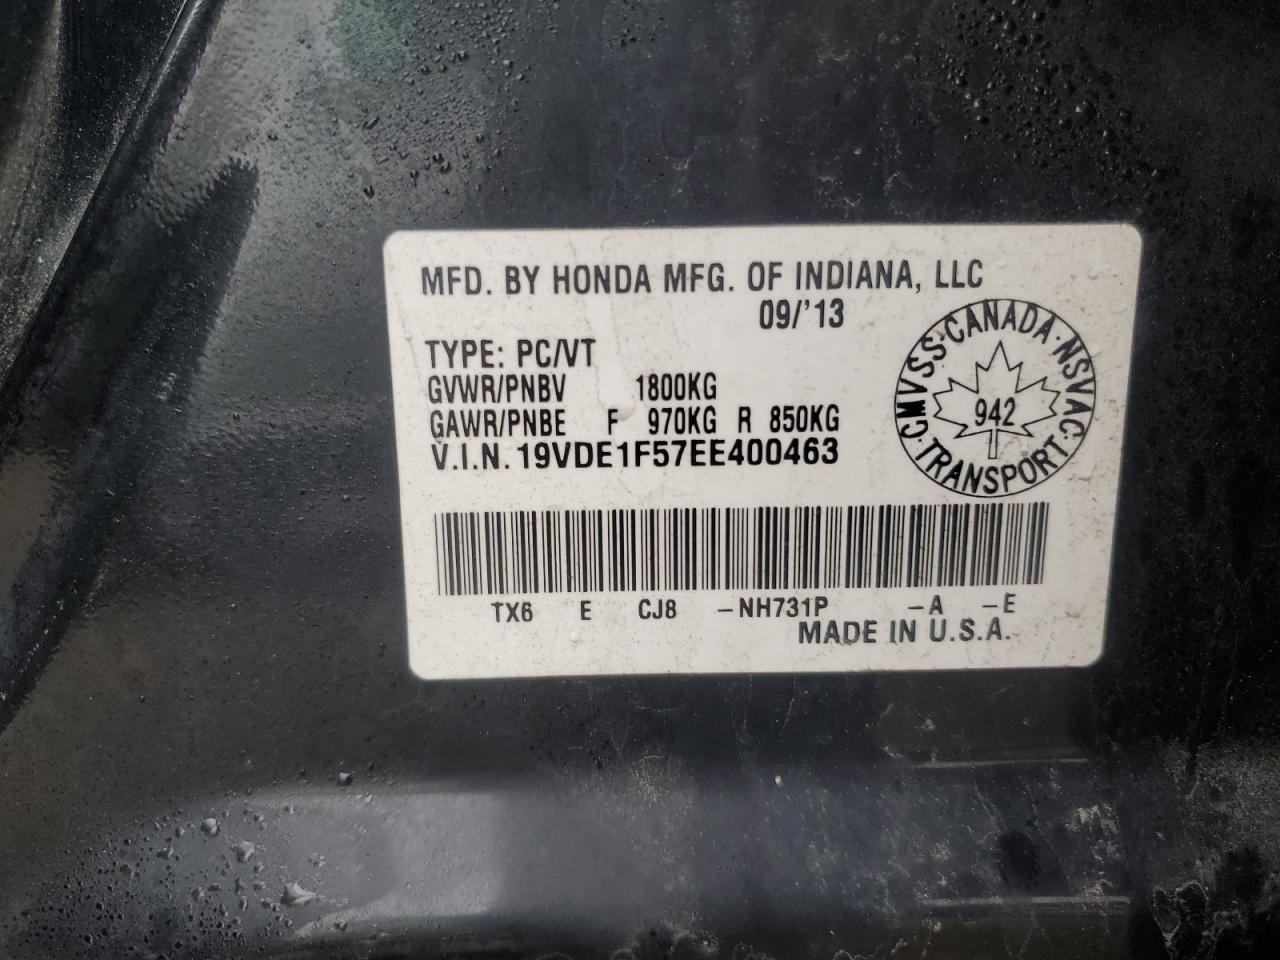 MFD. BY HONDA MFG. OF INDIANA, LLC
09/'13
TYPE: PC/VT
GVWR/PNBV 1800KG
GAWR/PNBE F 970KG R 850KG
V.I.N. 19VDE1F57EE400463
CMVSS·CANADA·NSVAC·TRANSPORT·
942
TX6 E CJ8 -NH731P -A -E
MADE IN U.S.A.